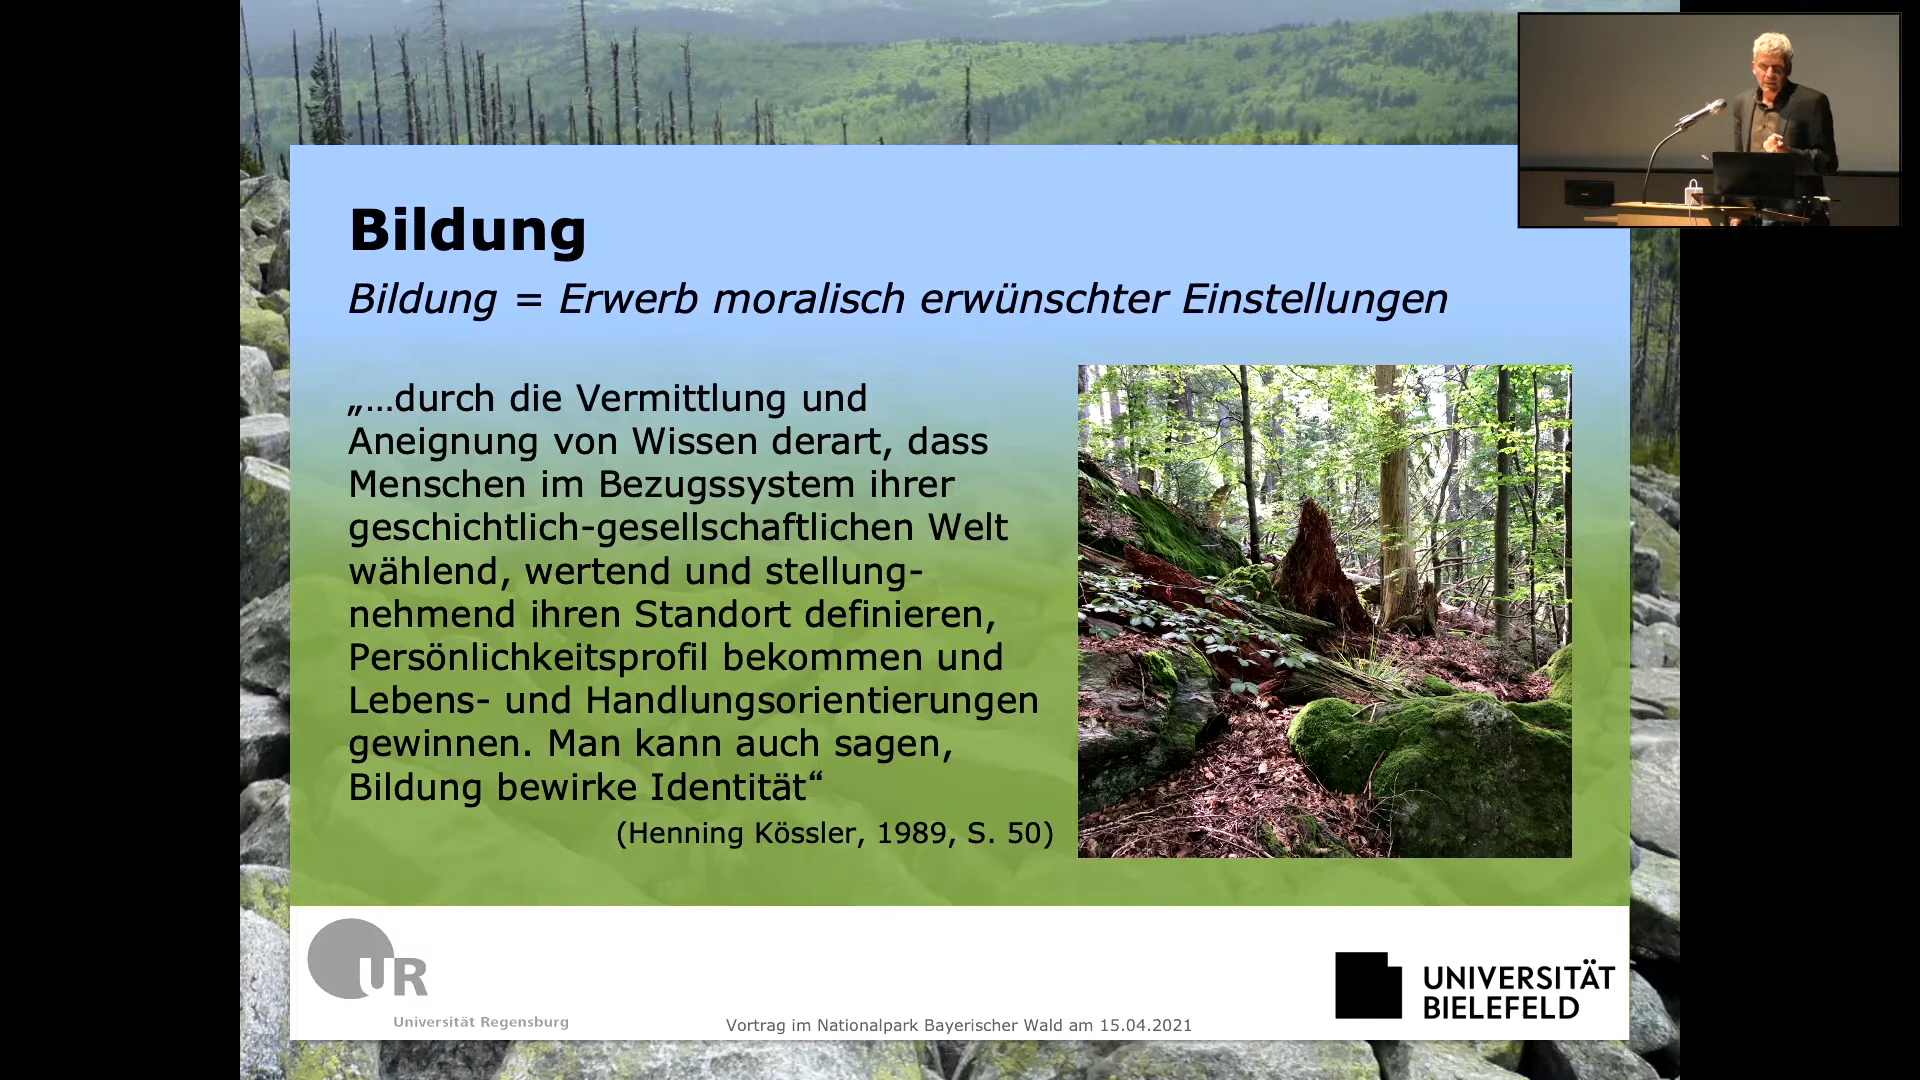 Bildung
Bildung = Erwerb moralisch erwünschter Einstellungen
„…durch die Vermittlung und
Aneignung von Wissen derart, dass
Menschen im Bezugssystem ihrer
geschichtlich-gesellschaftlichen Welt
wählend, wertend und stellung-
nehmend ihren Standort definieren,
Persönlichkeitsprofil bekommen und
Lebens- und Handlungsorientierungen
gewinnen. Man kann auch sagen,
Bildung bewirke Identität“
(Henning Kössler, 1989, S. 50)
UR
Universität Regensburg
Vortrag im Nationalpark Bayerischer Wald am 15.04.2021
UNIVERSITÄT
BIELEFELD